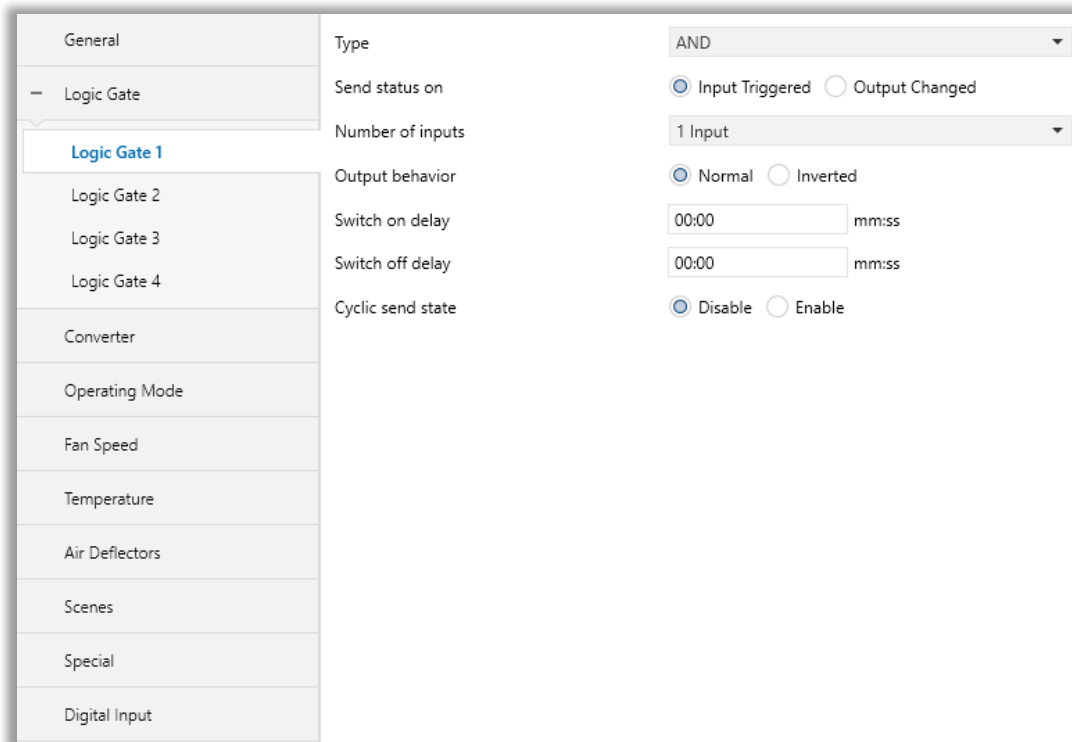 General
Logic Gate
Logic Gate 1
Logic Gate 2
Logic Gate 3
Logic Gate 4
Converter
Operating Mode
Fan Speed
Temperature
Air Deflectors
Scenes
Special
Digital Input
Type AND
Send status on Input Triggered Output Changed
Number of inputs 1 Input
Output behavior Normal Inverted
Switch on delay 00:00 mm:ss
Switch off delay 00:00 mm:ss
Cyclic send state Disable Enable